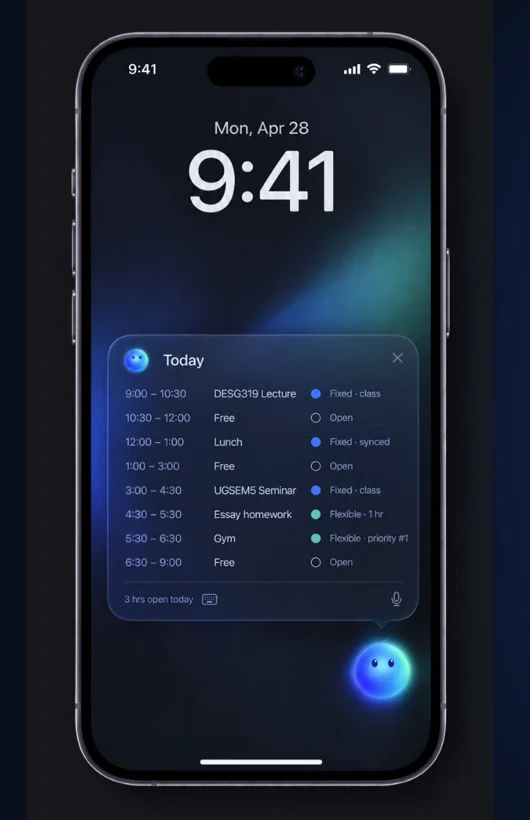 9:41
Mon, Apr 28
9:41
Today
9:00 – 10:30 DESG319 Lecture Fixed · class
10:30 – 12:00 Free Open
12:00 – 1:00 Lunch Fixed · synced
1:00 – 3:00 Free Open
3:00 – 4:30 UGSEM5 Seminar Fixed · class
4:30 – 5:30 Essay homework Flexible · 1 hr
5:30 – 6:30 Gym Flexible · priority #1
6:30 – 9:00 Free Open
3 hrs open today